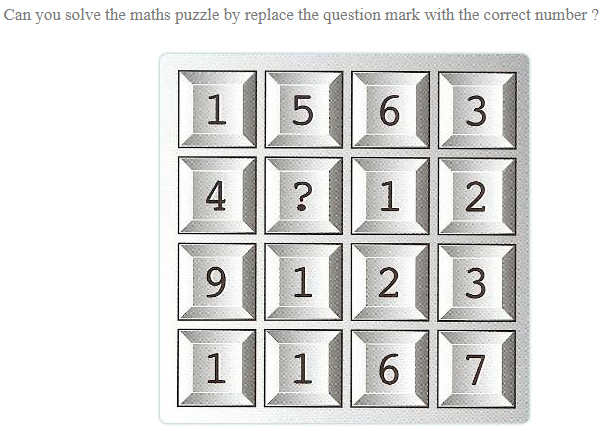 Can you solve the maths puzzle by replace the question mark with the correct number ?
1 5 6 3
4 ? 1 2
9 1 2 3
1 1 6 7